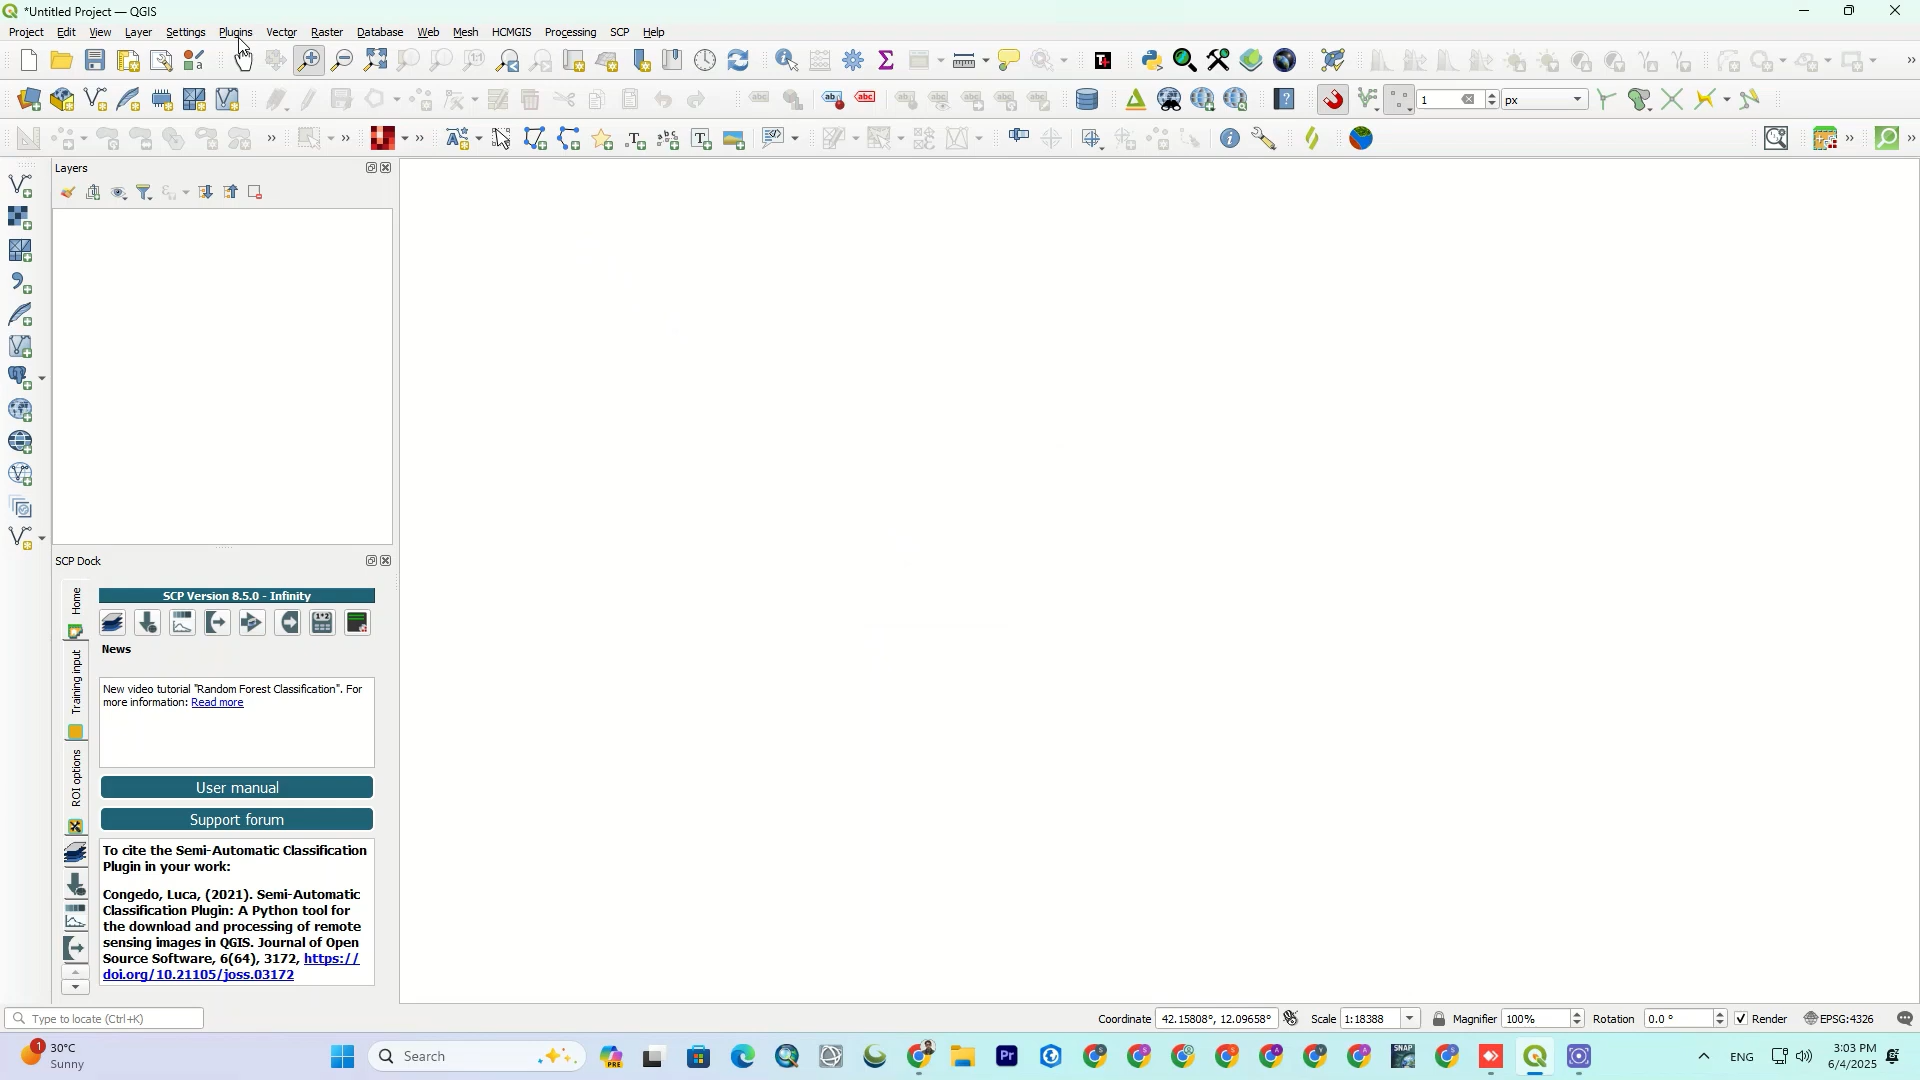 *Untitled Project — QGIS
Project Edit View Layer Settings Plugins Vector Raster Database Web Mesh HCMGIS Processing SCP Help
1 px
Layers
SCP Dock
Home
Training input
ROI options
SCP Version 8.5.0 - Infinity
News
New video tutorial "Random Forest Classification". For
more information: Read more
User manual
Support forum
To cite the Semi-Automatic Classification
Plugin in your work:
Congedo, Luca, (2021). Semi-Automatic
Classification Plugin: A Python tool for
the download and processing of remote
sensing images in QGIS. Journal of Open
Source Software, 6(64), 3172, https://
doi.org/10.21105/joss.03172
Type to locate (Ctrl+K)
Coordinate 42.15808°, 12.09658° Scale 1:18388 Magnifier 100% Rotation 0.0 ° Render EPSG:4326
1 30°C
Sunny
Search
PRE
Pr
SNAP
ENG
3:03 PM
6/4/2025